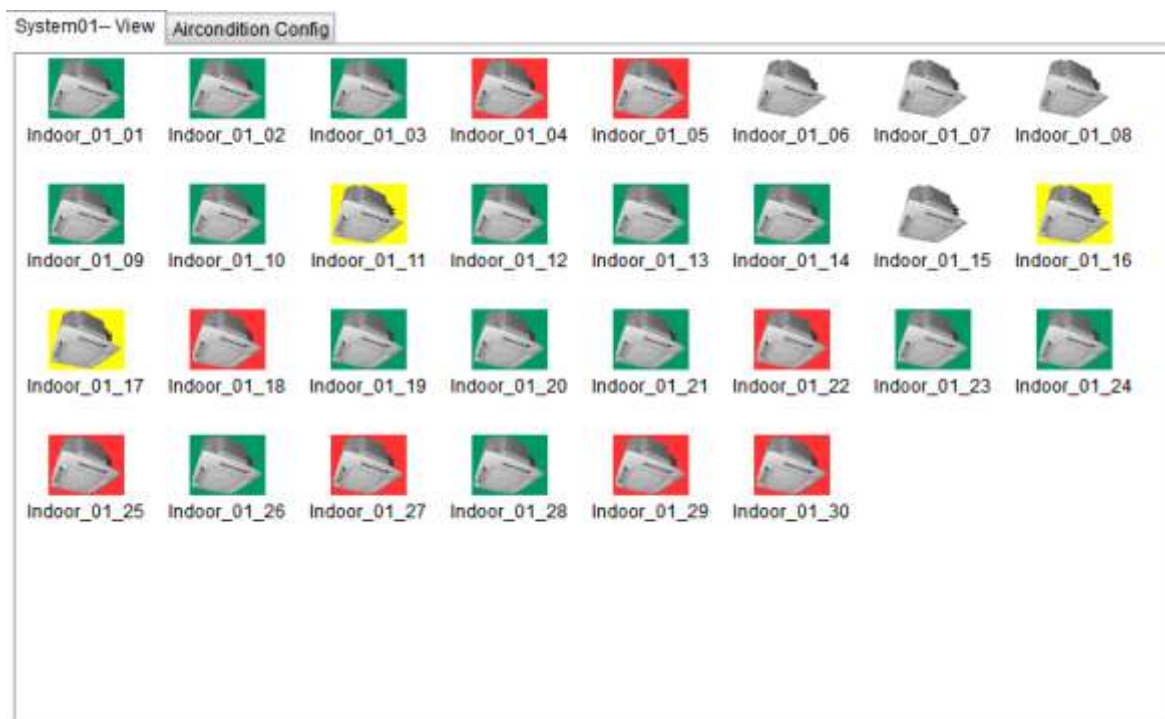 System01-- View Aircondition Config
Indoor_01_01 Indoor_01_02 Indoor_01_03 Indoor_01_04 Indoor_01_05 Indoor_01_06 Indoor_01_07 Indoor_01_08
Indoor_01_09 Indoor_01_10 Indoor_01_11 Indoor_01_12 Indoor_01_13 Indoor_01_14 Indoor_01_15 Indoor_01_16
Indoor_01_17 Indoor_01_18 Indoor_01_19 Indoor_01_20 Indoor_01_21 Indoor_01_22 Indoor_01_23 Indoor_01_24
Indoor_01_25 Indoor_01_26 Indoor_01_27 Indoor_01_28 Indoor_01_29 Indoor_01_30